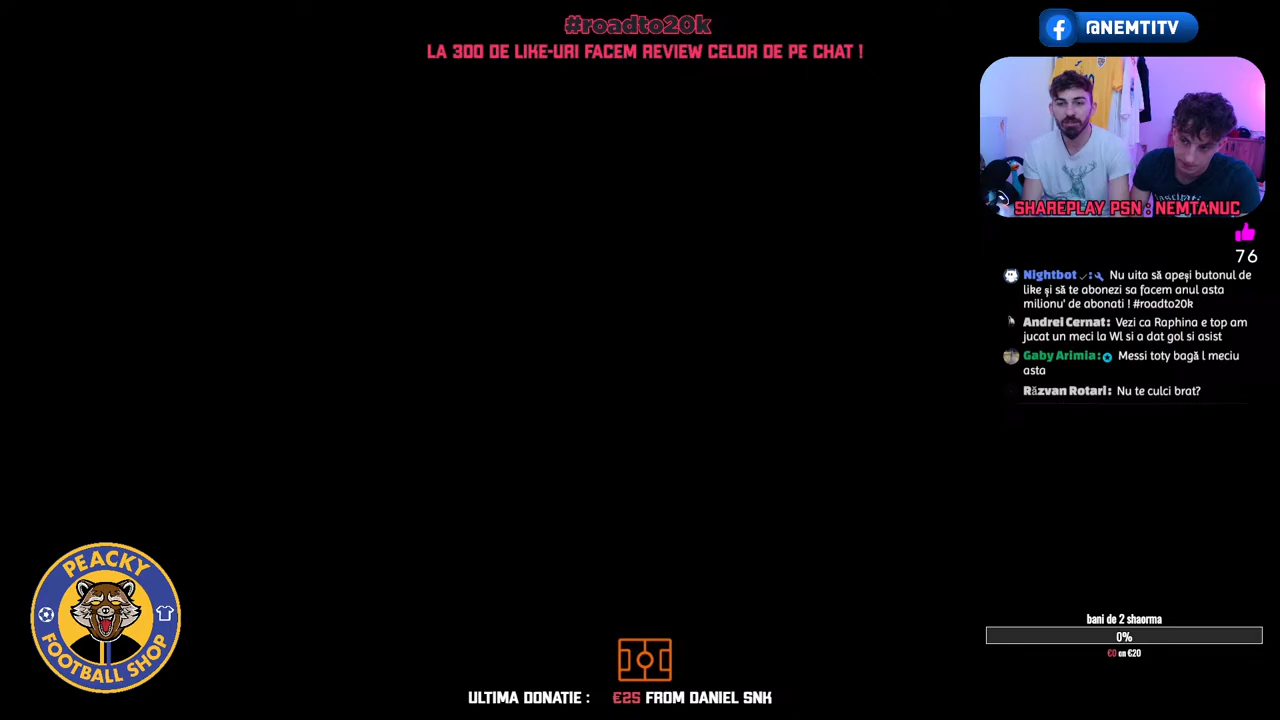 #roadto20k
LA 300 DE LIKE-URI FACEM REVIEW CELOR DE PE CHAT !
@NEMTITV
SHAREPLAY PSN : NEMTANUC
76
Nightbot : Nu uita să apeși butonul de
like și să te abonezi sa facem anul asta
milionu' de abonati ! #roadto20k
Andrei Cernat : Vezi ca Raphina e top am
jucat un meci la Wl si a dat gol si asist
Gaby Arimia : Messi toty bagă l meciu
asta
Răzvan Rotari : Nu te culci brat?
PEACKY
FOOTBALL SHOP
bani de 2 shaorma
0%
€0 on €20
ULTIMA DONATIE : €25 FROM DANIEL SNK